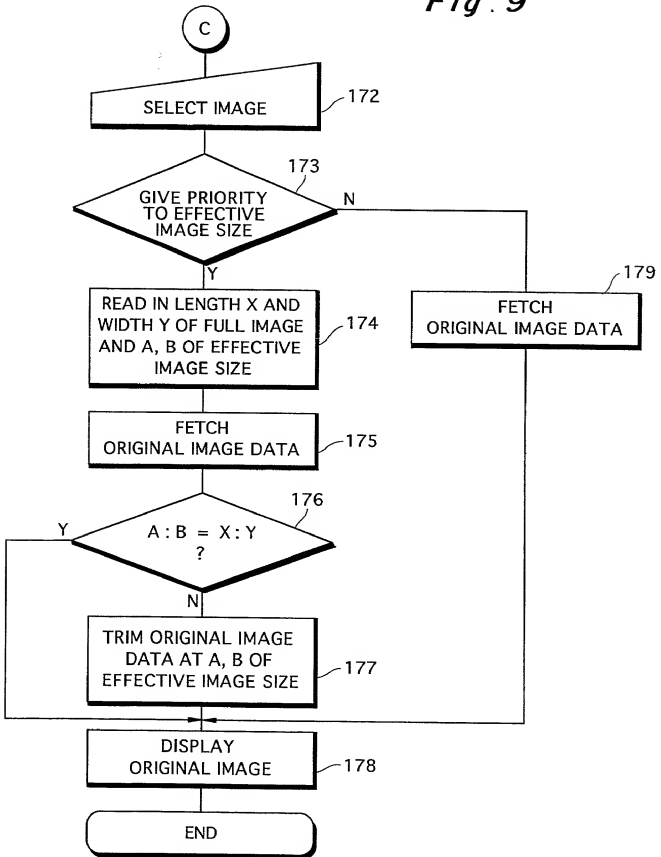 Fig. 9
C
SELECT IMAGE
172
GIVE PRIORITY
TO EFFECTIVE
IMAGE SIZE
173
N
Y
READ IN LENGTH X AND
WIDTH Y OF FULL IMAGE
AND A, B OF EFFECTIVE
IMAGE SIZE
174
179
FETCH
ORIGINAL IMAGE DATA
FETCH
ORIGINAL IMAGE DATA
175
176
Y
A : B = X : Y
?
N
TRIM ORIGINAL IMAGE
DATA AT A, B OF
EFFECTIVE IMAGE SIZE
177
DISPLAY
ORIGINAL IMAGE
178
END